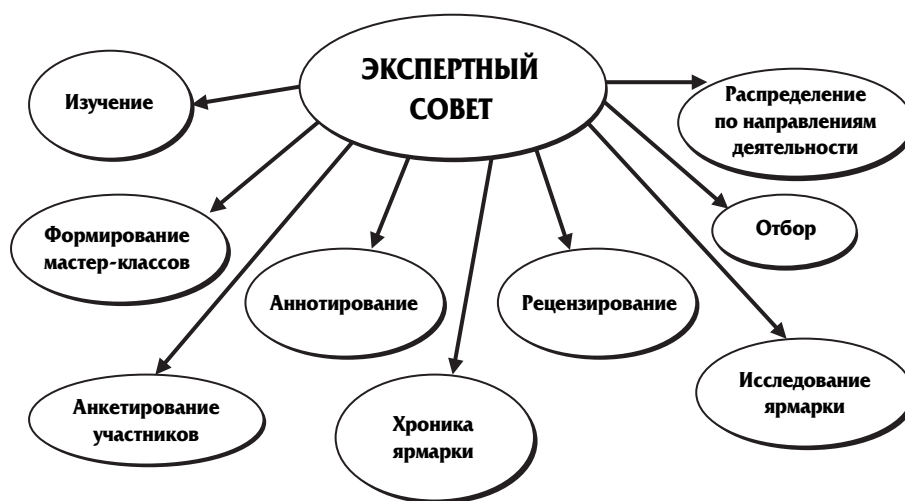 ЭКСПЕРТНЫЙ
СОВЕТ
Изучение
Распределение
по направлениям
деятельности
Формирование
мастер-классов
Отбор
Аннотирование
Рецензирование
Анкетирование
участников
Хроника
ярмарки
Исследование
ярмарки